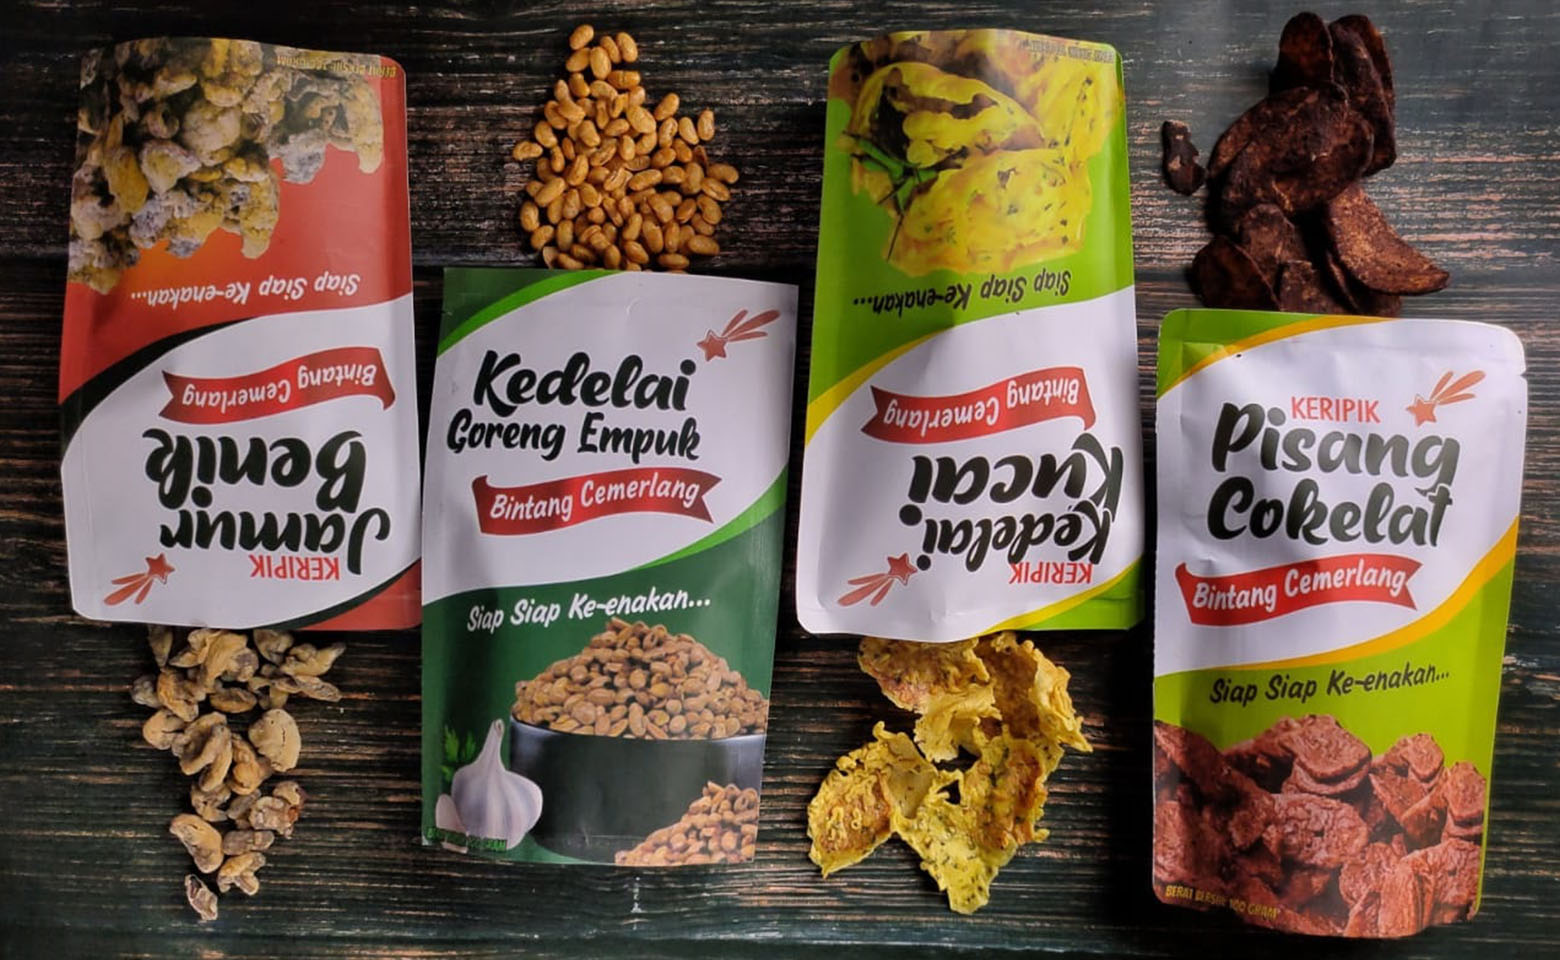 KERIPIK
Jamur
Benik
Bintang Cemerlang
Siap Siap Ke-enakan...
Kedelai
Goreng Empuk
Bintang Cemerlang
Siap Siap Ke-enakan...
GRAM
KERIPIK
Kedelai
Kucai
Bintang Cemerlang
Siap Siap Ke-enakan...
KERIPIK
Pisang
Cokelat
Bintang Cemerlang
Siap Siap Ke-enakan...
BERAT BERSIH 100 GRAM